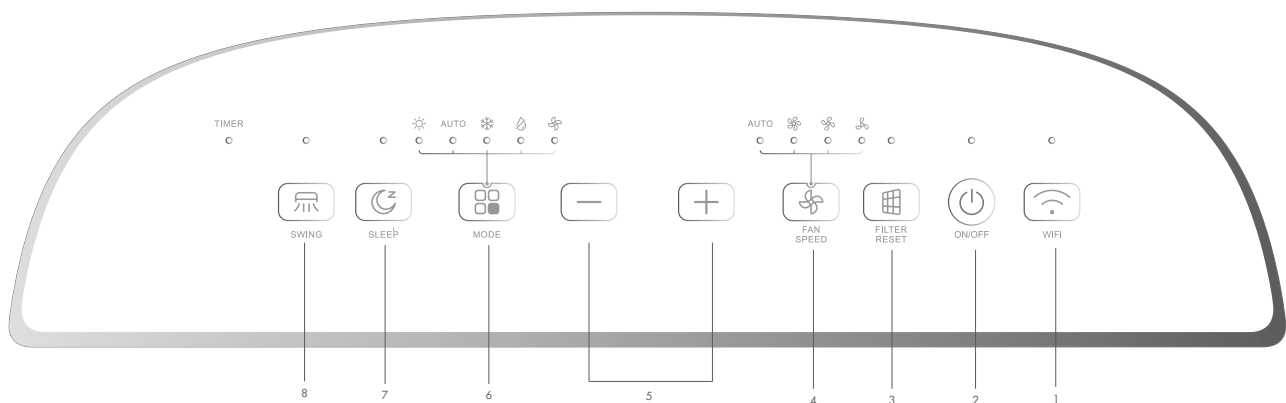 TIMER
AUTO
AUTO
SWING
SLEEP
MODE
FAN
SPEED
FILTER
RESET
ON/OFF
WIFI
8
7
6
5
4
3
2
1